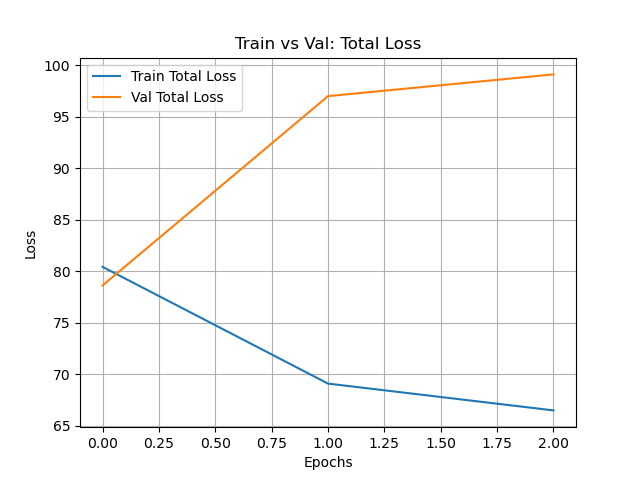 Train vs Val: Total Loss
Train Total Loss
Val Total Loss
100
95
90
85
80
75
70
65
Loss
0.00 0.25 0.50 0.75 1.00 1.25 1.50 1.75 2.00
Epochs